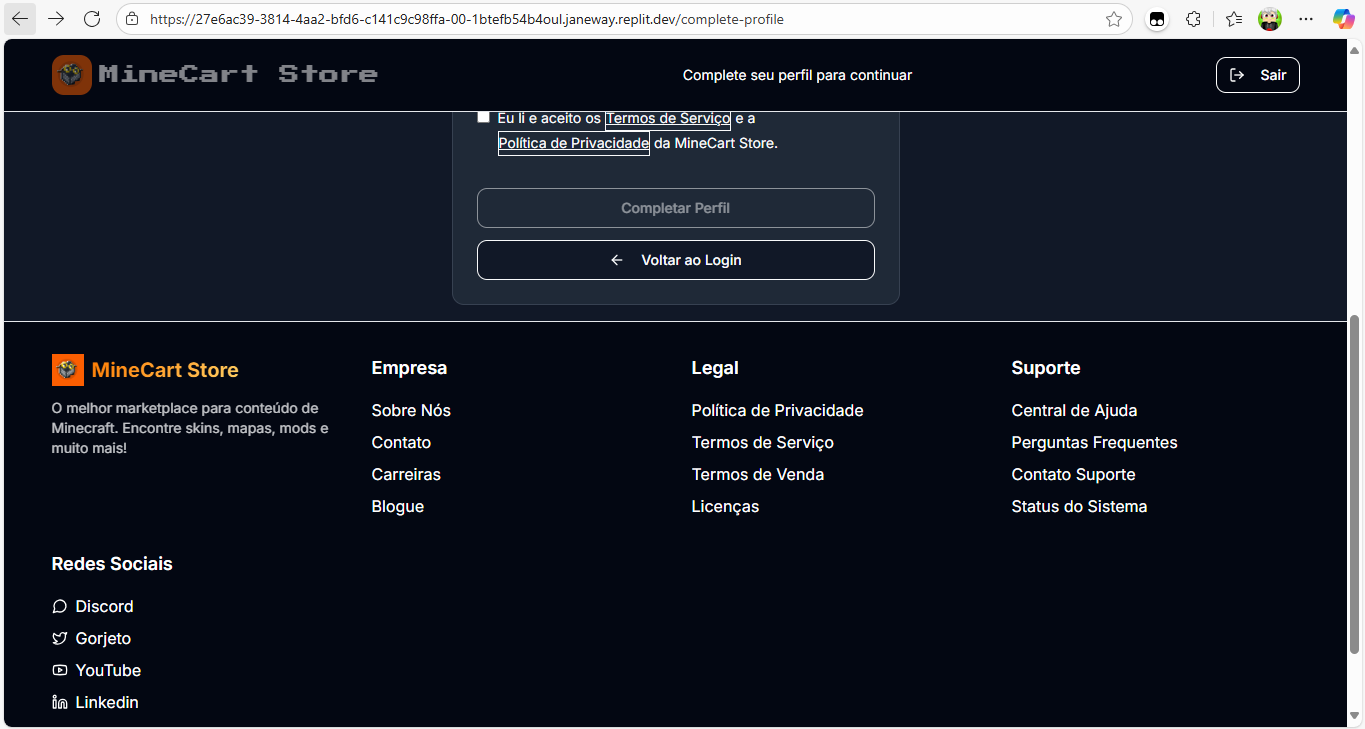 https://27e6ac39-3814-4aa2-bfd6-c141c9c98ffa-00-1btefb54b4oul.janeway.replit.dev/complete-profile
MineCart Store
Complete seu perfil para continuar
Sair
Eu li e aceito os Termos de Serviço e a
Política de Privacidade da MineCart Store.
Completar Perfil
Voltar ao Login
MineCart Store
O melhor marketplace para conteúdo de
Minecraft. Encontre skins, mapas, mods e
muito mais!
Empresa
Sobre Nós
Contato
Carreiras
Blogue
Legal
Política de Privacidade
Termos de Serviço
Termos de Venda
Licenças
Suporte
Central de Ajuda
Perguntas Frequentes
Contato Suporte
Status do Sistema
Redes Sociais
Discord
Gorjeto
YouTube
Linkedin